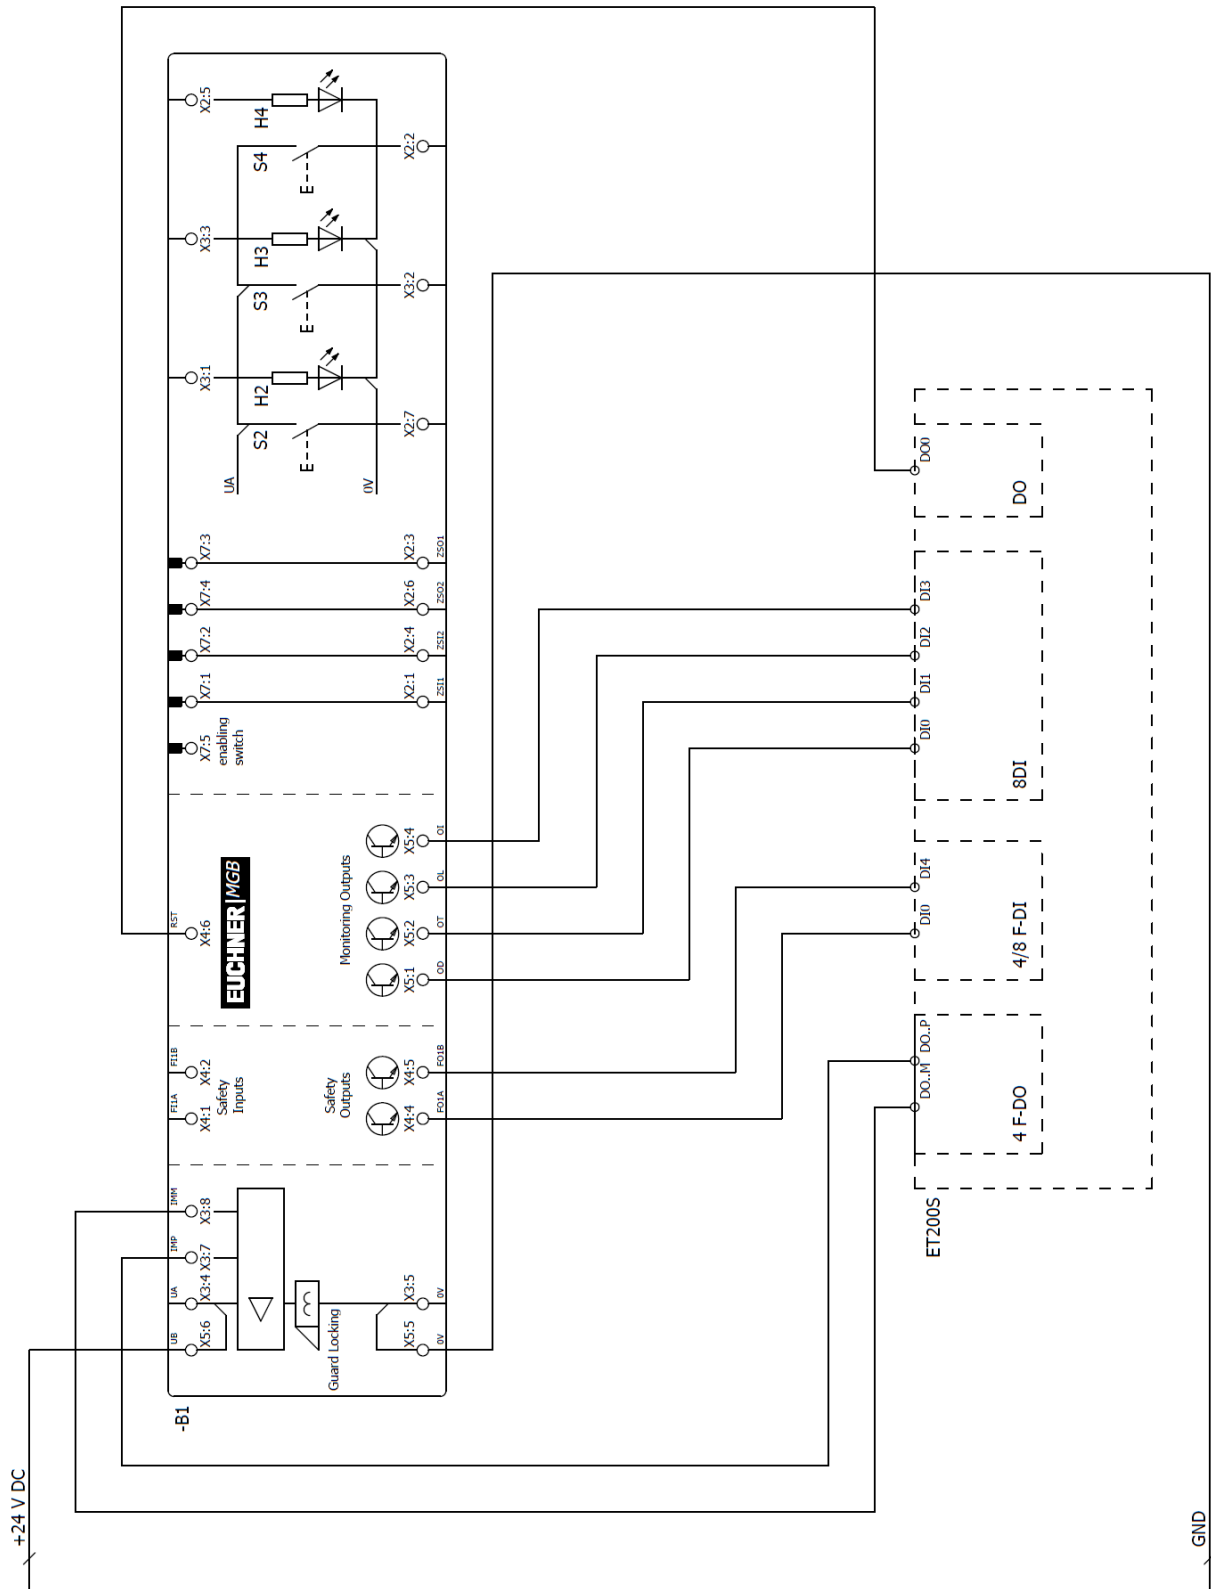 X2:5
H4
S4
X2:2
X3:3
H3
S3
X3:2
X3:1
H2
S2
X2:7
UA
0V
X7:3
X2:3
ZSO1
X7:4
X2:6
ZSO2
X7:2
X2:4
ZSI2
X7:1
X2:1
ZSI1
X7:5
enabling
switch
RST
X4:6
EUCHNER MGB
Monitoring Outputs
X5:4
OI
X5:3
OL
X5:2
OT
X5:1
OD
FI1B
X4:2
FI1A
X4:1
Safety
Inputs
Safety
Outputs
X4:5
FO1B
X4:4
FO1A
IMM
X3:8
IMP
X3:7
UA
X3:4
UB
X5:6
Guard Locking
X3:5
0V
X5:5
0V
-B1
DO0
DO
DI3
DI2
DI1
DI0
8DI
DI4
DI0
4/8 F-DI
DO..P
DO..M
4 F-DO
ET200S
+24 V DC
GND